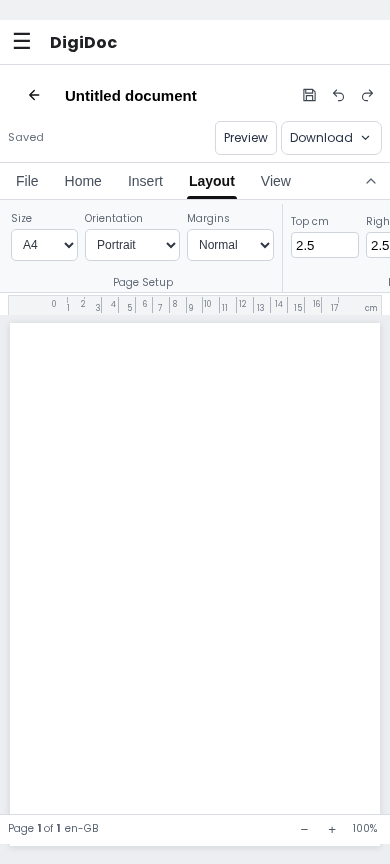 DigiDoc
Untitled document
Saved
Preview
Download
File Home Insert Layout View
Size Orientation Margins Top cm Righ
A4 Portrait Normal 2.5 2.5
Page Setup
0 1 2 3 4 5 6 7 8 9 10 11 12 13 14 15 16 17 cm
Page 1 of 1 en-GB − + 100%